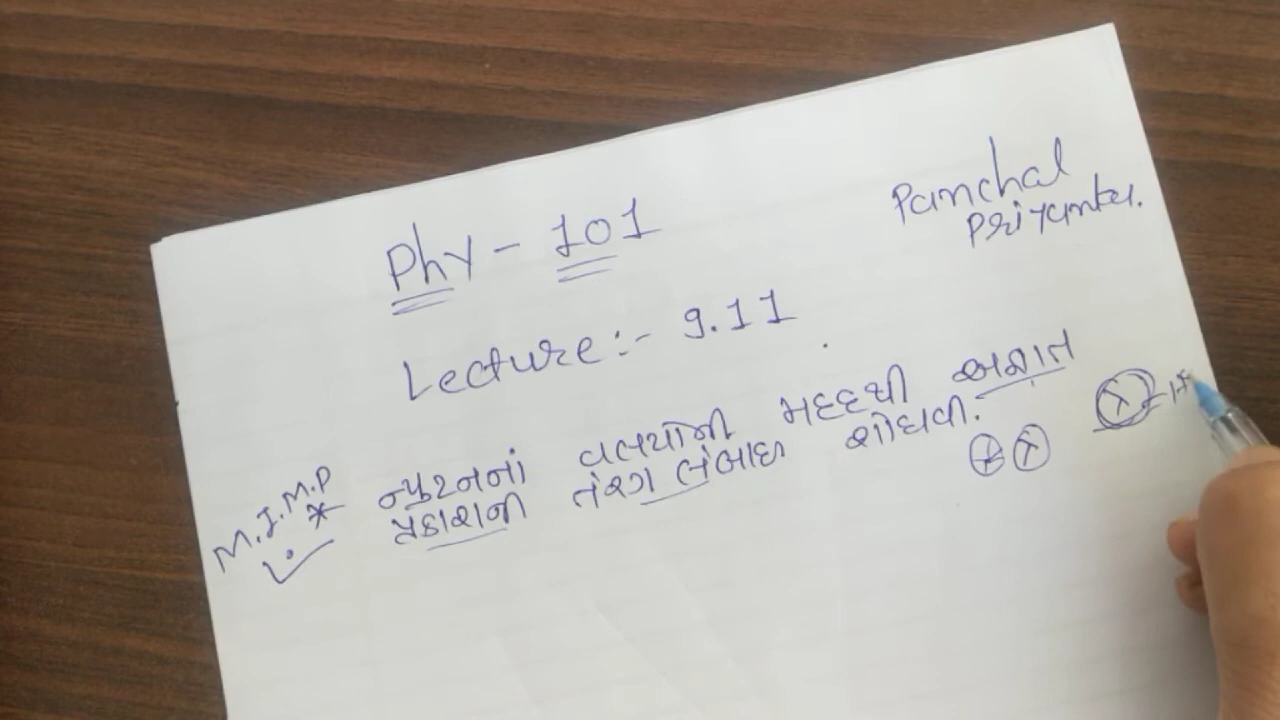 Panchal
Priyanka.
Phy - 101
Lecture :- 9.11
M.I.M.P
* ન્યુટનનાં વલયોની મદદથી અજ્ઞાત
પ્રકાશની તરંગ લંબાઇ શોધવી.